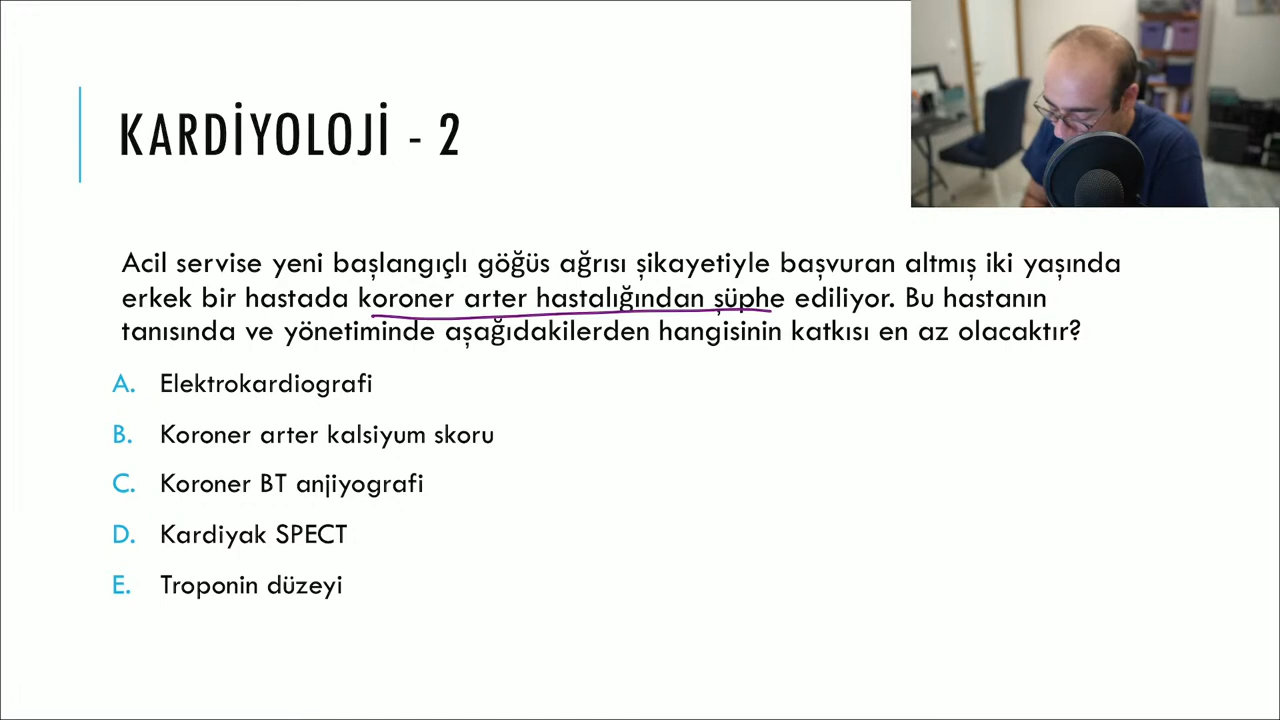 KARDİYOLOJİ - 2
Acil servise yeni başlangıçlı göğüs ağrısı şikayetiyle başvuran altmış iki yaşında
erkek bir hastada koroner arter hastalığından şüphe ediliyor. Bu hastanın
tanısında ve yönetiminde aşağıdakilerden hangisinin katkısı en az olacaktır?
A. Elektrokardiografi
B. Koroner arter kalsiyum skoru
C. Koroner BT anjiyografi
D. Kardiyak SPECT
E. Troponin düzeyi